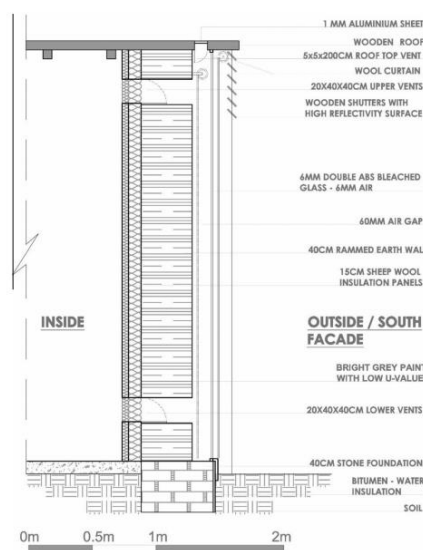 1 MM ALUMINIUM SHEET
WOODEN ROOF
5x5x200CM ROOF TOP VENT
WOOL CURTAIN
20X40X40CM UPPER VENTS
WOODEN SHUTTERS WITH
HIGH REFLECTIVITY SURFACE
6MM DOUBLE ABS BLEACHED
GLASS - 6MM AIR
60MM AIR GAP
40CM RAMMED EARTH WAL
15CM SHEEP WOOL
INSULATION PANELS
INSIDE
OUTSIDE / SOUTH
FACADE
BRIGHT GREY PAINT
WITH LOW U-VALUE
20X40X40CM LOWER VENTS
40CM STONE FOUNDATION
BITUMEN - WATER
INSULATION
SOIL
0m 0.5m 1m 2m